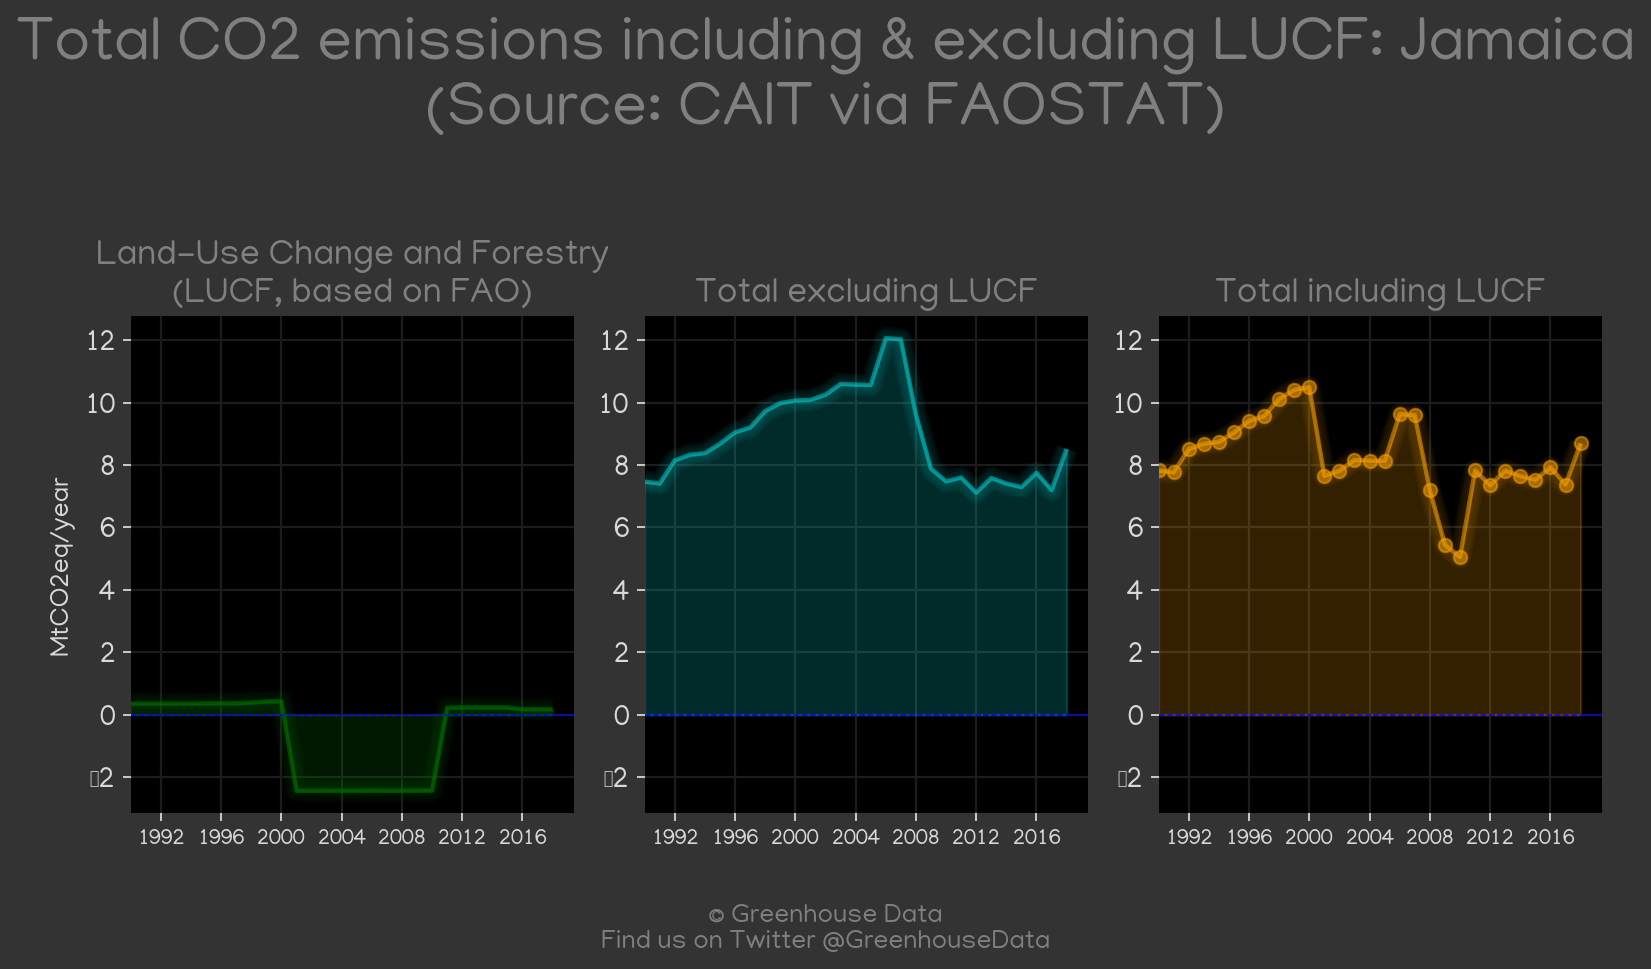 Total CO2 emissions including & excluding LUCF: Jamaica
(Source: CAIT via FAOSTAT)
Land-Use Change and Forestry
(LUCF, based on FAO)
Total excluding LUCF
Total including LUCF
MtCO2eq/year
12
10
8
6
4
2
0
▯2
1992 1996 2000 2004 2008 2012 2016
12
10
8
6
4
2
0
▯2
1992 1996 2000 2004 2008 2012 2016
12
10
8
6
4
2
0
▯2
1992 1996 2000 2004 2008 2012 2016
© Greenhouse Data
Find us on Twitter @GreenhouseData